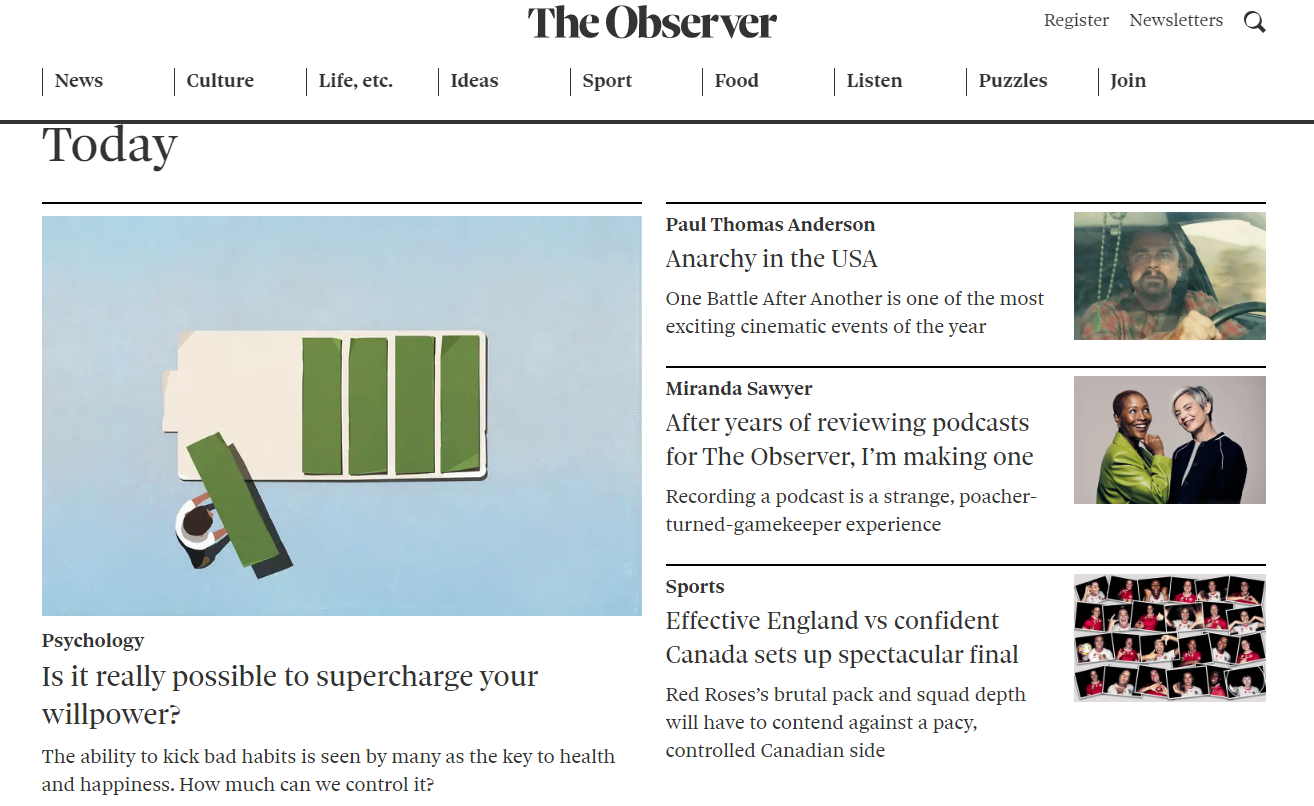 The Observer
Register
Newsletters
News
Culture
Life, etc.
Ideas
Sport
Food
Listen
Puzzles
Join
Today
Psychology
Is it really possible to supercharge your
willpower?
The ability to kick bad habits is seen by many as the key to health
and happiness. How much can we control it?
Paul Thomas Anderson
Anarchy in the USA
One Battle After Another is one of the most
exciting cinematic events of the year
Miranda Sawyer
After years of reviewing podcasts
for The Observer, I’m making one
Recording a podcast is a strange, poacher-
turned-gamekeeper experience
Sports
Effective England vs confident
Canada sets up spectacular final
Red Roses’s brutal pack and squad depth
will have to contend against a pacy,
controlled Canadian side